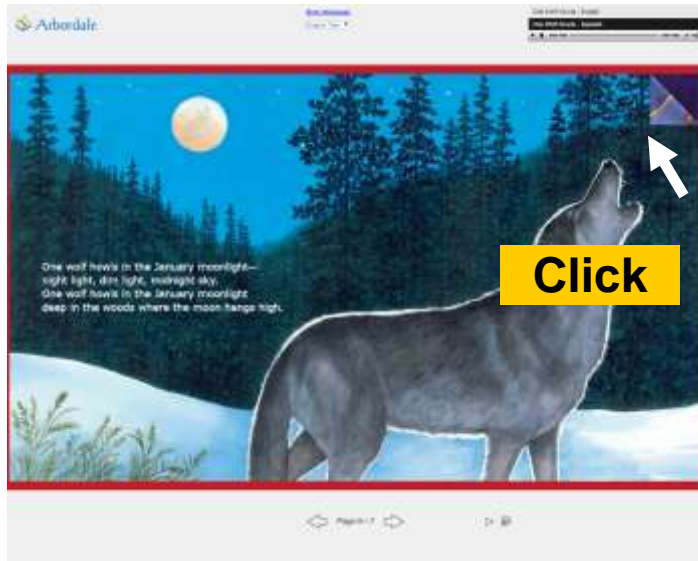 Arbordale
One wolf howls in the January moonlight—
night light, dim light, midnight sky.
One wolf howls in the January moonlight
deep in the woods where the moon hangs high.
Click